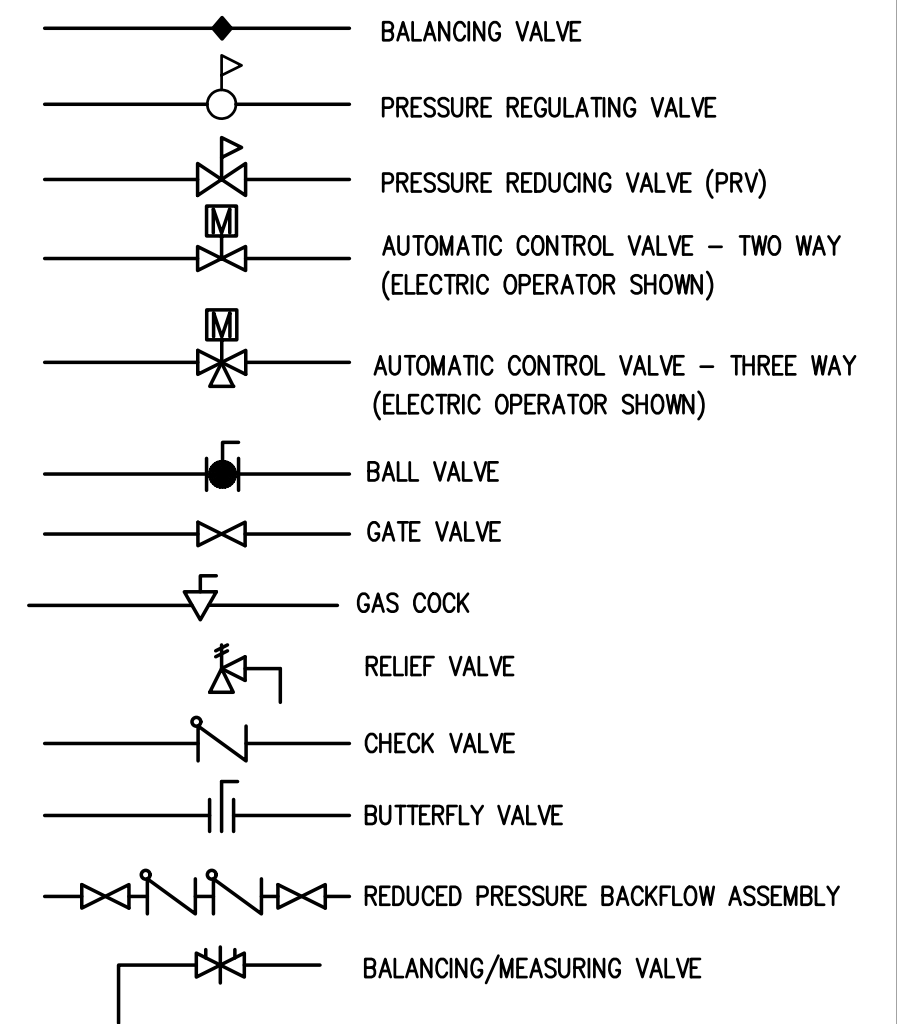 BALANCING VALVE
PRESSURE REGULATING VALVE
PRESSURE REDUCING VALVE (PRV)
M
AUTOMATIC CONTROL VALVE – TWO WAY
(ELECTRIC OPERATOR SHOWN)
M
AUTOMATIC CONTROL VALVE – THREE WAY
(ELECTRIC OPERATOR SHOWN)
BALL VALVE
GATE VALVE
GAS COCK
RELIEF VALVE
CHECK VALVE
BUTTERFLY VALVE
REDUCED PRESSURE BACKFLOW ASSEMBLY
BALANCING/MEASURING VALVE